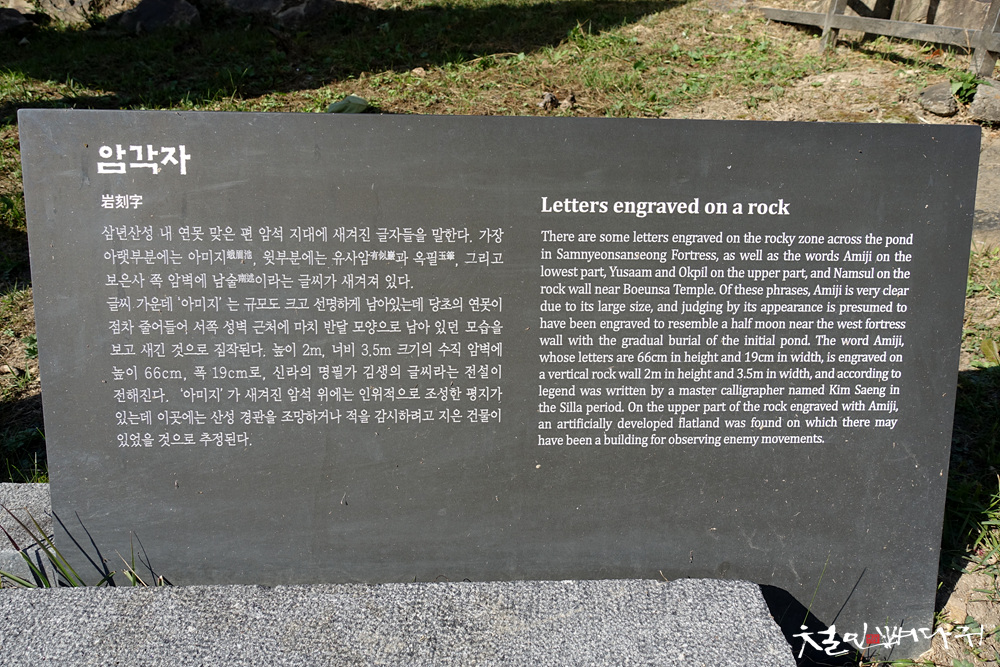 암각자
岩刻字
삼년산성 내 연못 맞은 편 암석 지대에 새겨진 글자들을 말한다. 가장
아랫부분에는 아미지蛾眉池, 윗부분에는 유사암有似巖과 옥필玉筆, 그리고
보은사 쪽 암벽에 남술南述이라는 글씨가 새겨져 있다.
글씨 가운데 ‘아미지’ 는 규모도 크고 선명하게 남아있는데 당초의 연못이
점차 줄어들어 서쪽 성벽 근처에 마치 반달 모양으로 남아 있던 모습을
보고 새긴 것으로 짐작된다. 높이 2m, 너비 3.5m 크기의 수직 암벽에
높이 66cm, 폭 19cm로, 신라의 명필가 김생의 글씨라는 전설이
전해진다. ‘아미지’ 가 새겨진 암석 위에는 인위적으로 조성한 평지가
있는데 이곳에는 산성 경관을 조망하거나 적을 감시하려고 지은 건물이
있었을 것으로 추정된다.
Letters engraved on a rock
There are some letters engraved on the rocky zone across the pond
in Samnyeonsanseong Fortress, as well as the words Amiji on the
lowest part, Yusaam and Okpil on the upper part, and Namsul on the
rock wall near Boeunsa Temple. Of these phrases, Amiji is very clear
due to its large size, and judging by its appearance is presumed to
have been engraved to resemble a half moon near the west fortress
wall with the gradual burial of the initial pond. The word Amiji,
whose letters are 66cm in height and 19cm in width, is engraved on
a vertical rock wall 2m in height and 3.5m in width, and according to
legend was written by a master calligrapher named Kim Saeng in
the Silla period. On the upper part of the rock engraved with Amiji,
an artificially developed flatland was found on which there may
have been a building for observing enemy movements.